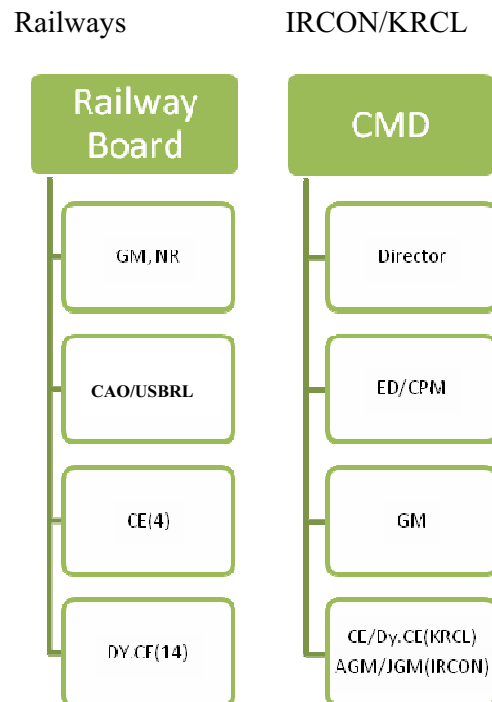 Railways
IRCON/KRCL
Railway
Board
GM, NR
CAO/USBRL
CE(4)
DY.CE(14)
CMD
Director
ED/CPM
GM
CE/Dy.CE(KRCL)
AGM/JGM(IRCON)